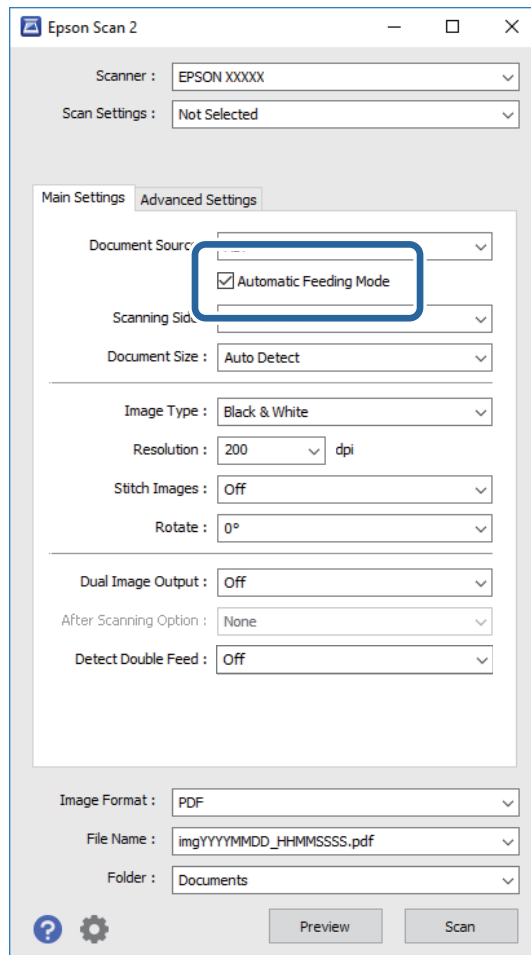 Epson Scan 2
Scanner : EPSON XXXXX
Scan Settings : Not Selected
Main Settings Advanced Settings
Document
Automatic Feeding Mode
Scanning
Document Size : Auto Detect
Image Type : Black & White
Resolution : 200 dpi
Stitch Images : Off
Rotate : 0°
Dual Image Output : Off
After Scanning Option : None
Detect Double Feed : Off
Image Format : PDF
File Name : imgYYYYMMDD_HHMMSSSS.pdf
Folder : Documents
? Preview Scan